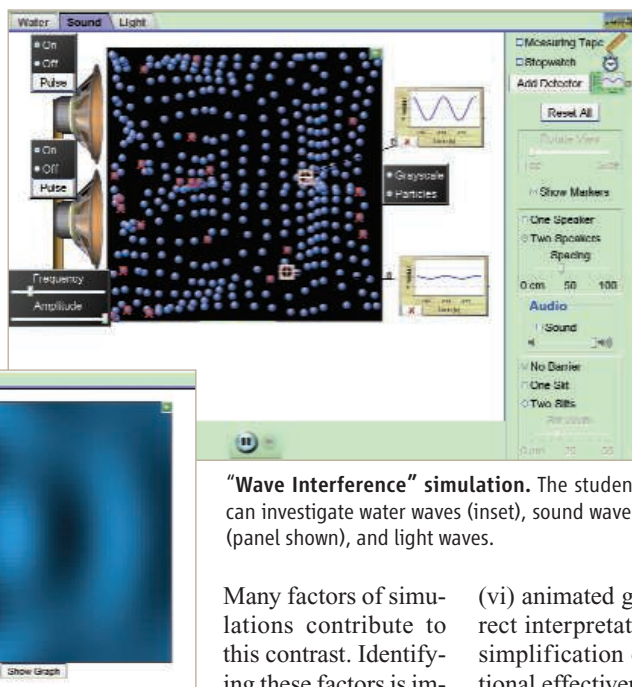 Water Sound Light
On
Off
Pulse
On
Off
Pulse
Frequency
Amplitude
Grayscale
Particles
Measuring Tape
Stopwatch
Add Detector
Reset All
Rotate View
Show Markers
One Speaker
Two Speakers
Spacing
0 cm 50 100
Audio
Sound
No Barrier
One Slit
Two Slits
Show Graph
"Wave Interference" simulation. The studen
can investigate water waves (inset), sound wave
(panel shown), and light waves.
Many factors of simu-
lations contribute to
this contrast. Identify-
ing these factors is im-
(vi) animated g
rect interpretat
simplification
tional effectiven